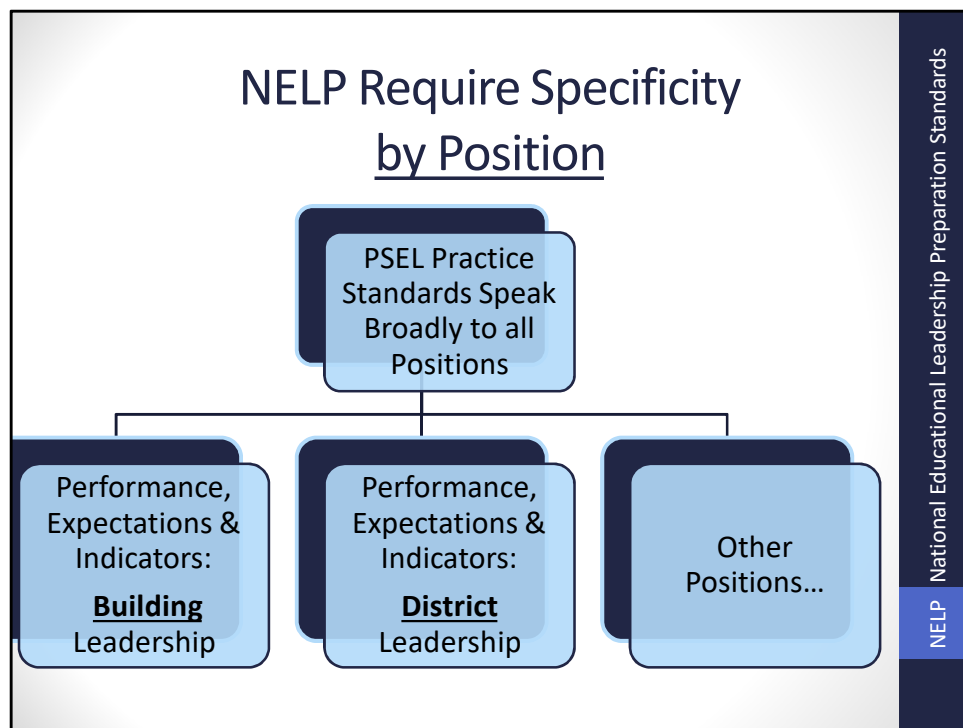 NELP Require Specificity
by Position
PSEL Practice
Standards Speak
Broadly to all
Positions
Performance,
Expectations &
Indicators:
Building
Leadership
Performance,
Expectations &
Indicators:
District
Leadership
Other
Positions…
NELP National Educational Leadership Preparation Standards